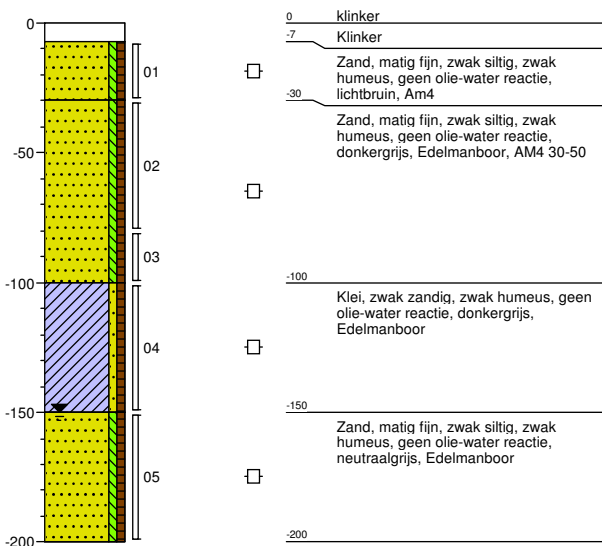 0
-50
-100
-150
-200
01
02
03
04
05
0 klinker
-7 Klinker
Zand, matig fijn, zwak siltig, zwak
humeus, geen olie-water reactie,
lichtbruin, Am4
-30
Zand, matig fijn, zwak siltig, zwak
humeus, geen olie-water reactie,
donkergrijs, Edelmanboor, AM4 30-50
-100
Klei, zwak zandig, zwak humeus, geen
olie-water reactie, donkergrijs,
Edelmanboor
-150
Zand, matig fijn, zwak siltig, zwak
humeus, geen olie-water reactie,
neutraalgrijs, Edelmanboor
-200